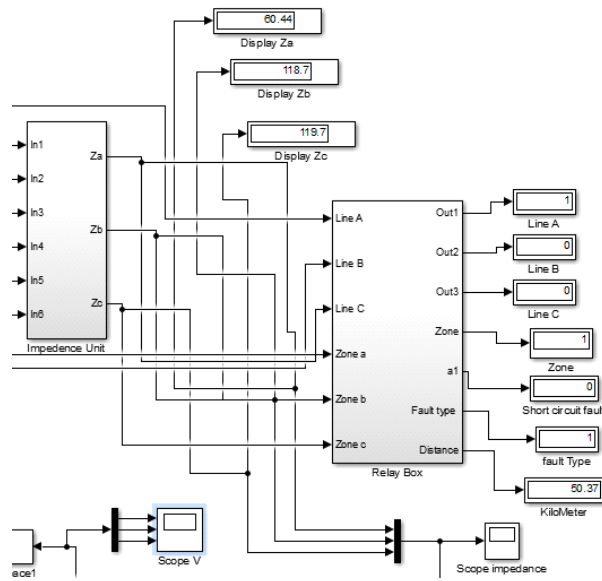 60.44
Display Za
118.7
Display Zb
119.7
Display Zc
In1
In2
In3
In4
In5
In6
Za
Zb
Zc
Impedence Unit
Line A
Line B
Line C
Zone a
Zone b
Zone c
Out1
Out2
Out3
Zone
a1
Fault type
Distance
Relay Box
1
Line A
0
Line B
0
Line C
1
Zone
0
Short circuit faul
1
fault Type
50.37
KiloMeter
Scope V
Scope impedance
ace1